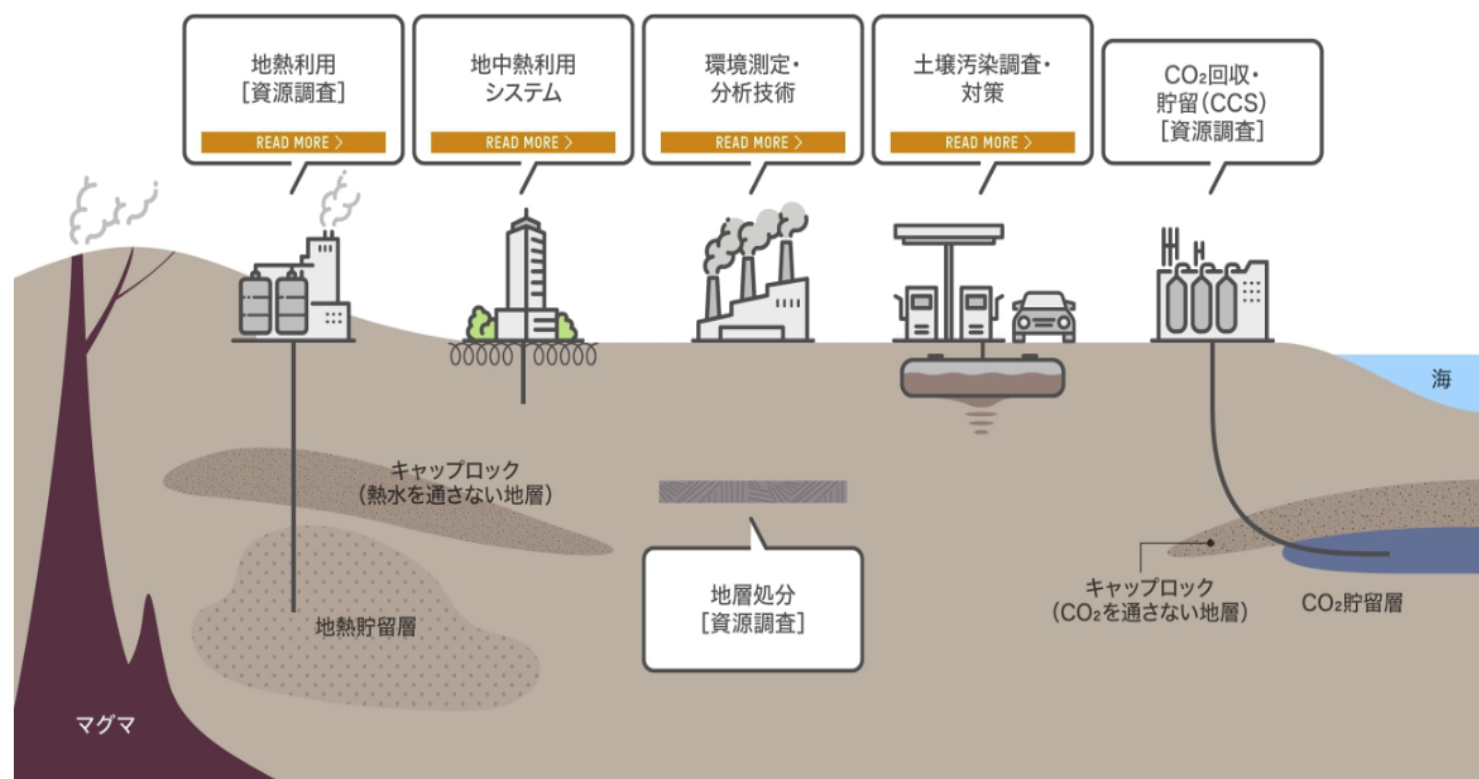 地熱利用
［資源調査］
READ MORE >
地中熱利用
システム
READ MORE >
環境測定・
分析技術
READ MORE >
土壌汚染調査・
対策
READ MORE >
CO₂回収・
貯留（CCS）
［資源調査］
海
キャップロック
（熱水を通さない地層）
地層処分
［資源調査］
キャップロック
（CO₂を通さない地層）
CO₂貯留層
地熱貯留層
マグマ